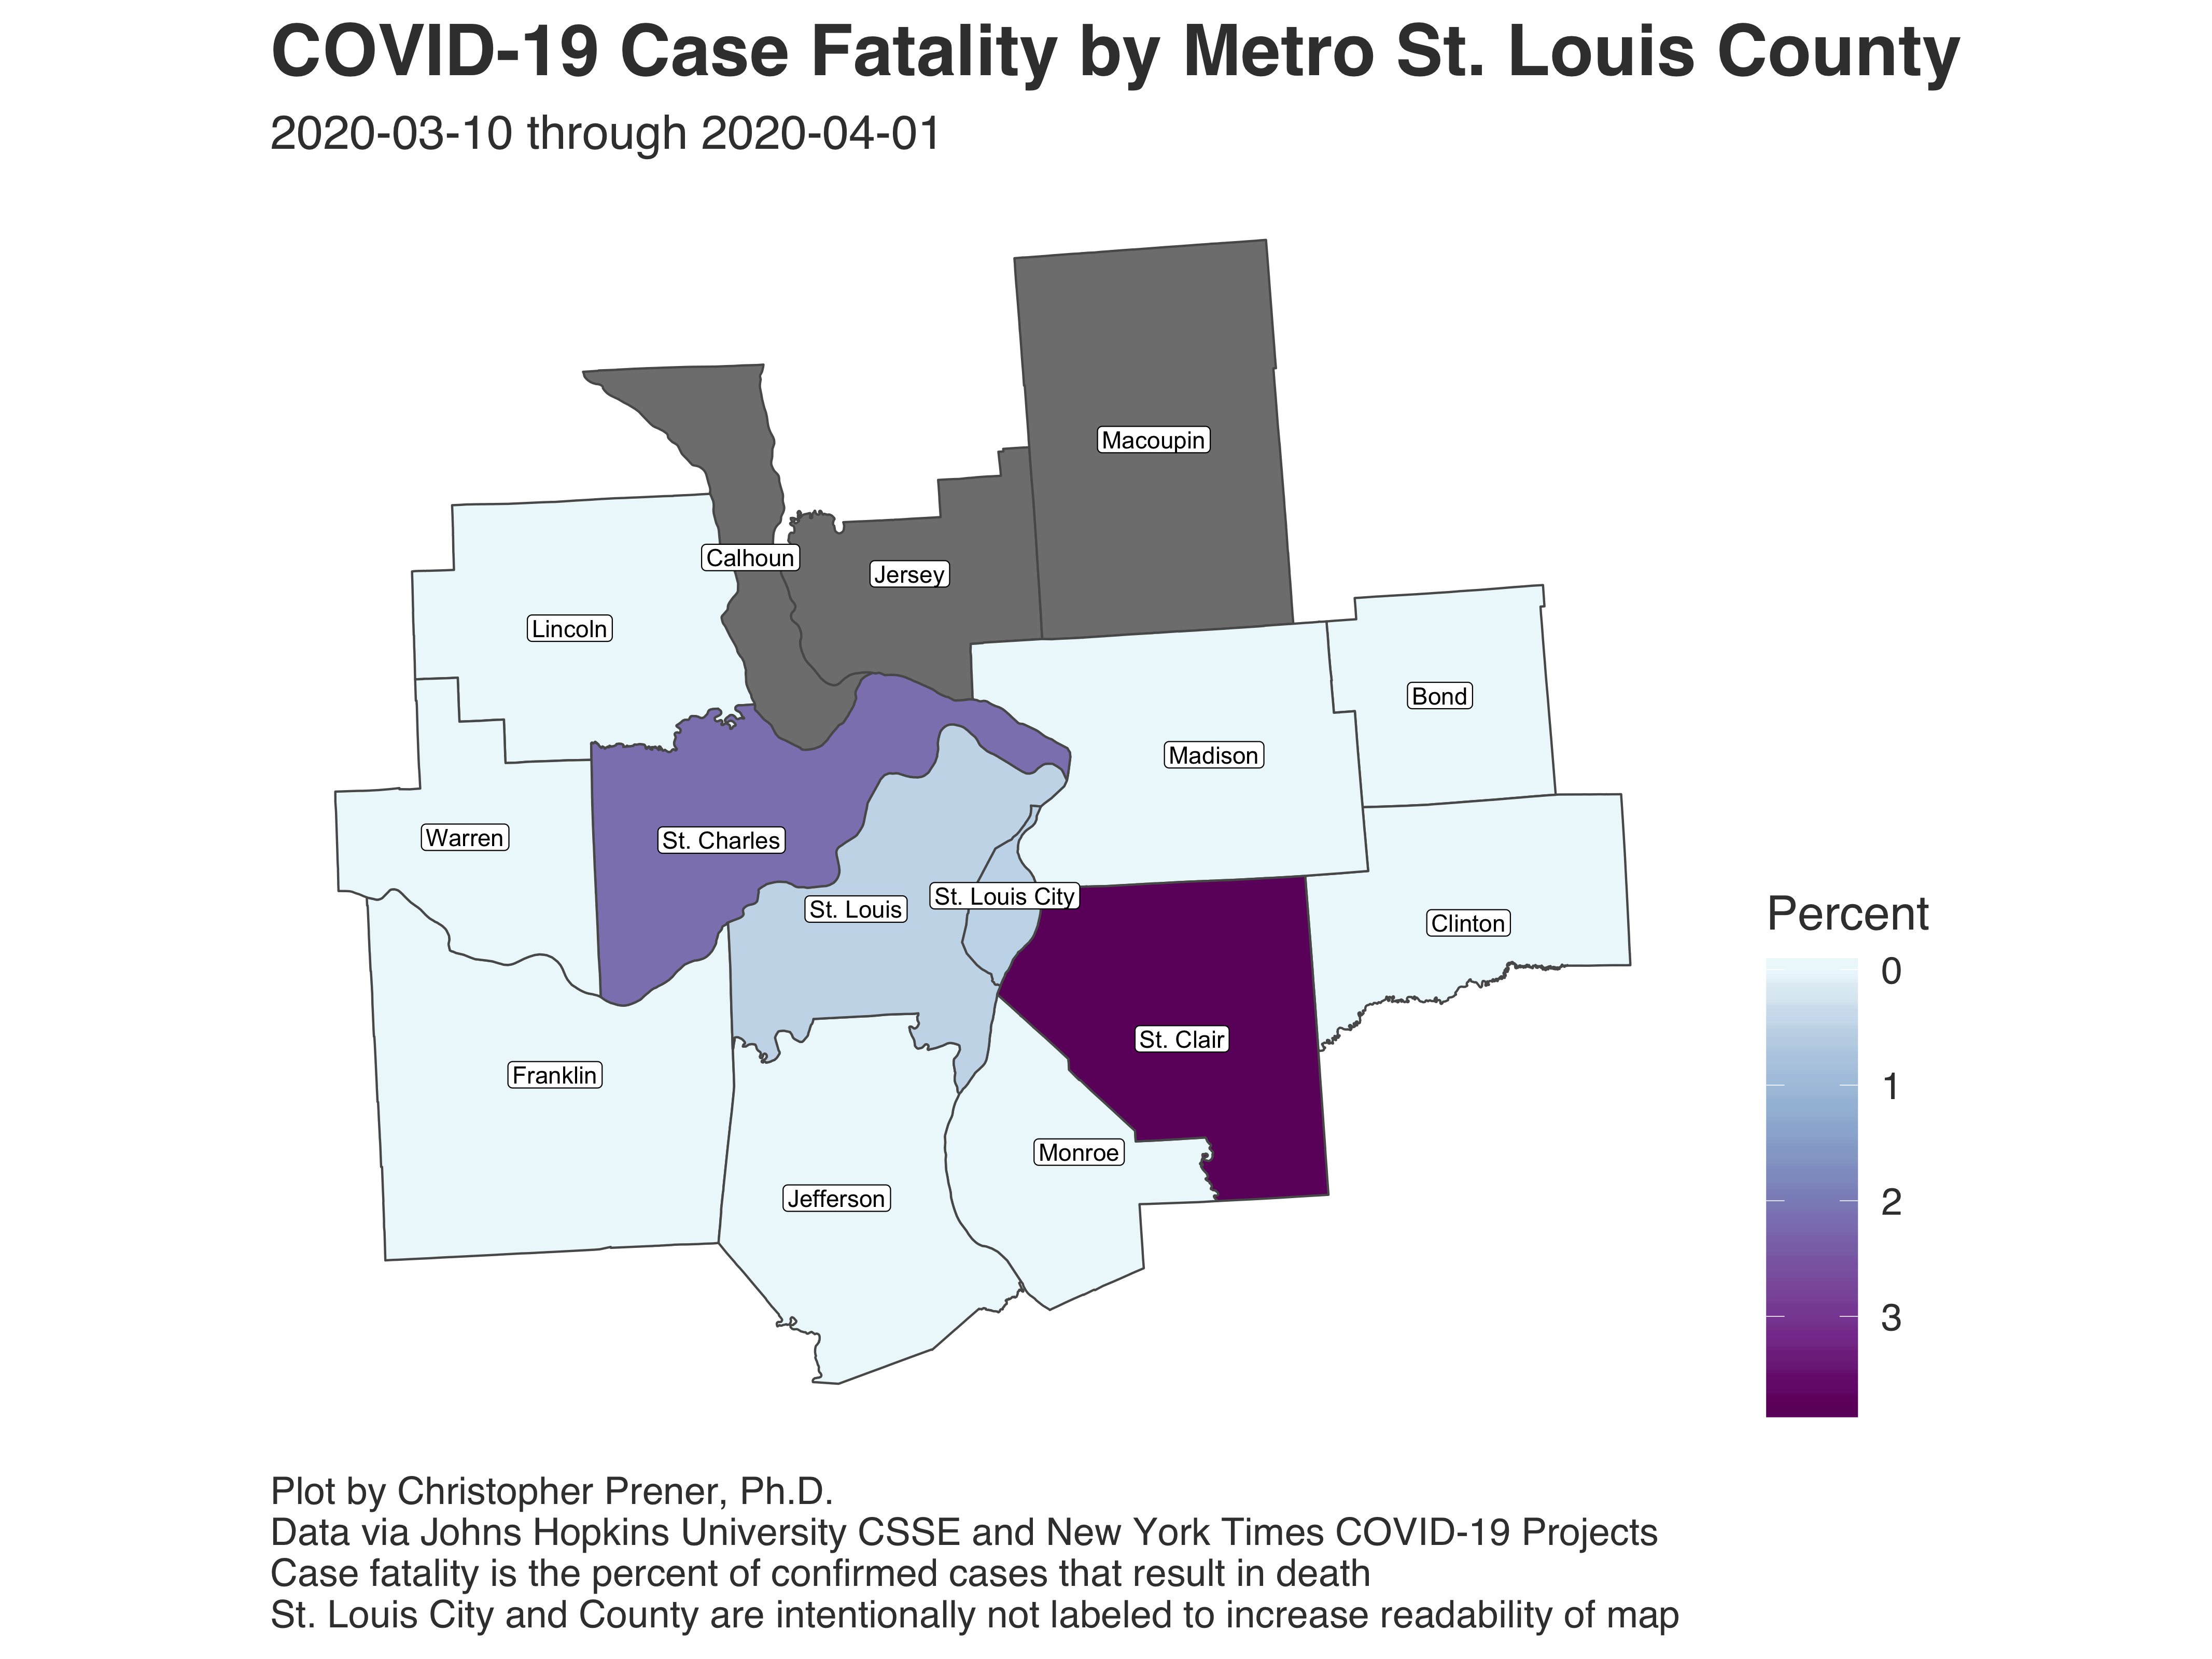 COVID-19 Case Fatality by Metro St. Louis County
2020-03-10 through 2020-04-01
Macoupin
Calhoun
Jersey
Lincoln
Bond
Madison
Warren
St. Charles
St. Louis City
St. Louis
Clinton
St. Clair
Franklin
Monroe
Jefferson
Percent
0
1
2
3
Plot by Christopher Prener, Ph.D.
Data via Johns Hopkins University CSSE and New York Times COVID-19 Projects
Case fatality is the percent of confirmed cases that result in death
St. Louis City and County are intentionally not labeled to increase readability of map